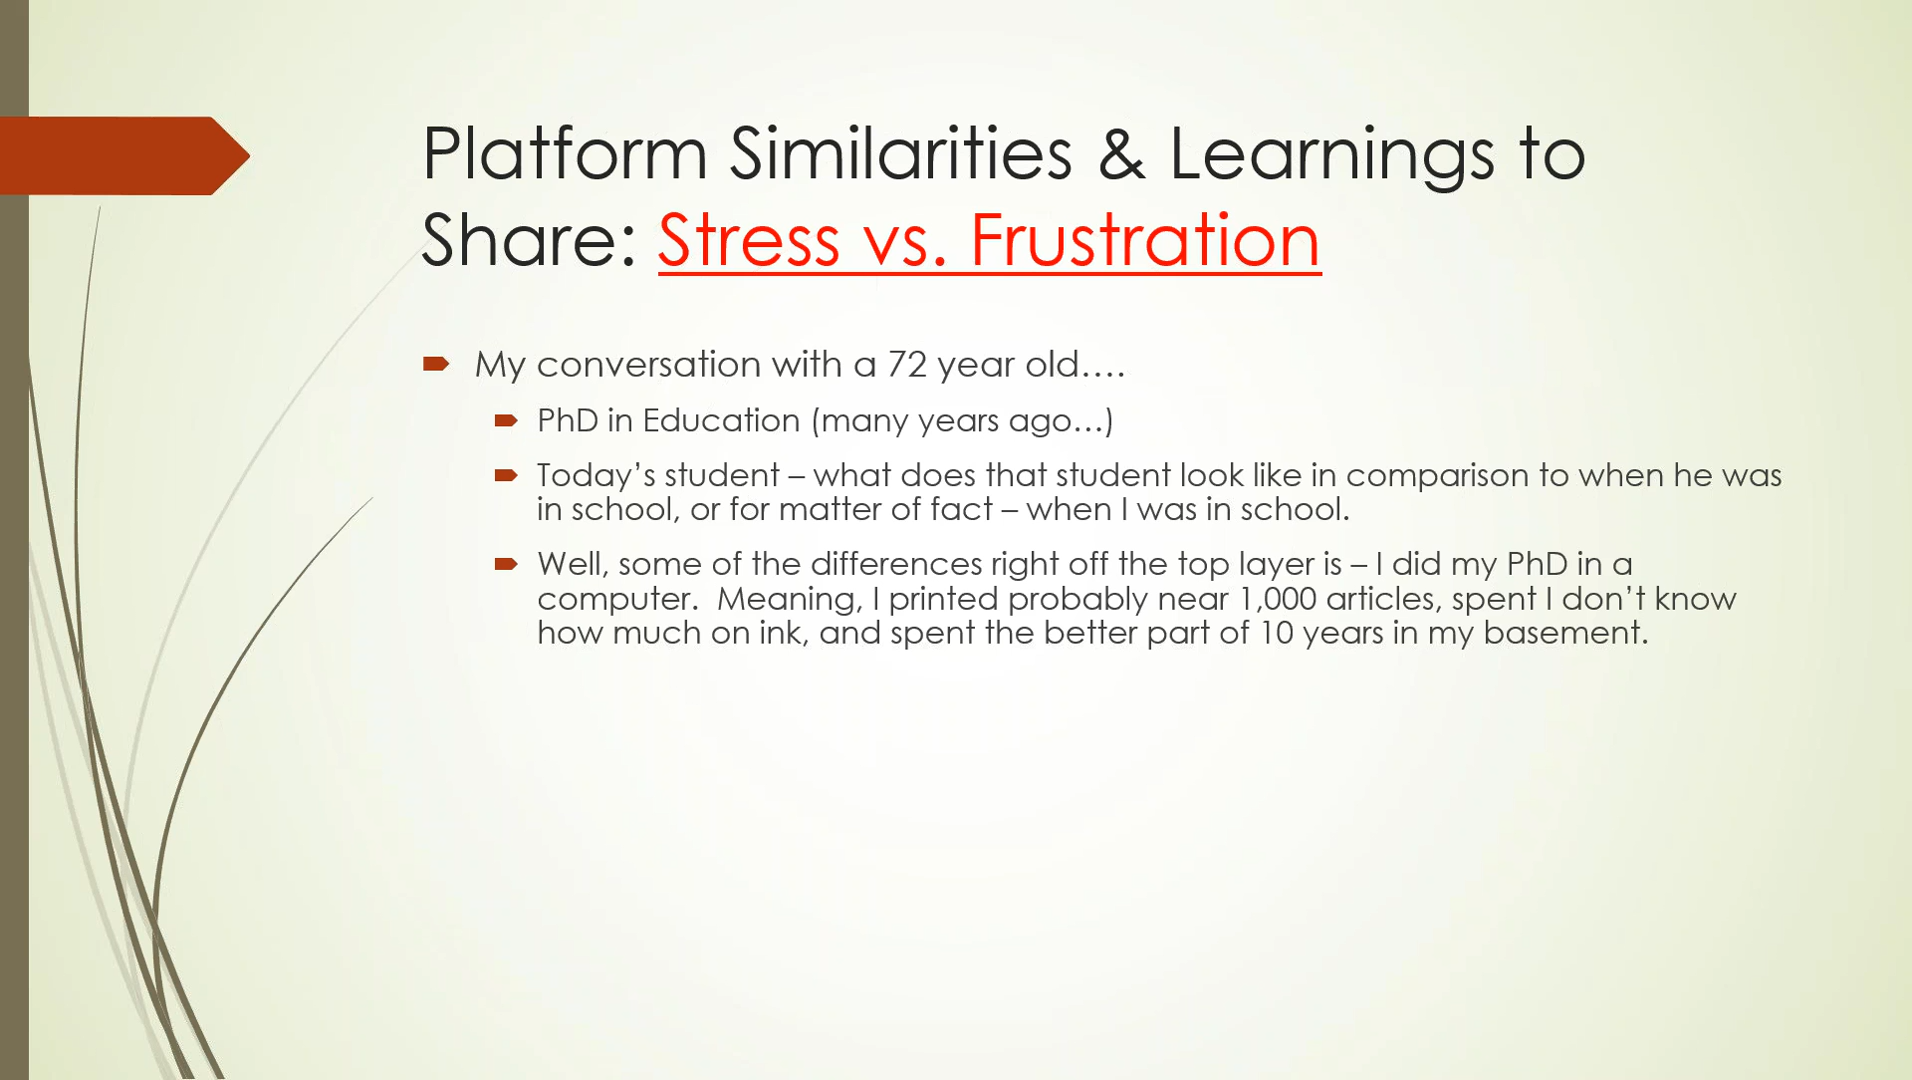 Platform Similarities & Learnings to
Share: Stress vs. Frustration
My conversation with a 72 year old….
PhD in Education (many years ago…)
Today’s student – what does that student look like in comparison to when he was
in school, or for matter of fact – when I was in school.
Well, some of the differences right off the top layer is – I did my PhD in a
computer.  Meaning, I printed probably near 1,000 articles, spent I don’t know
how much on ink, and spent the better part of 10 years in my basement.